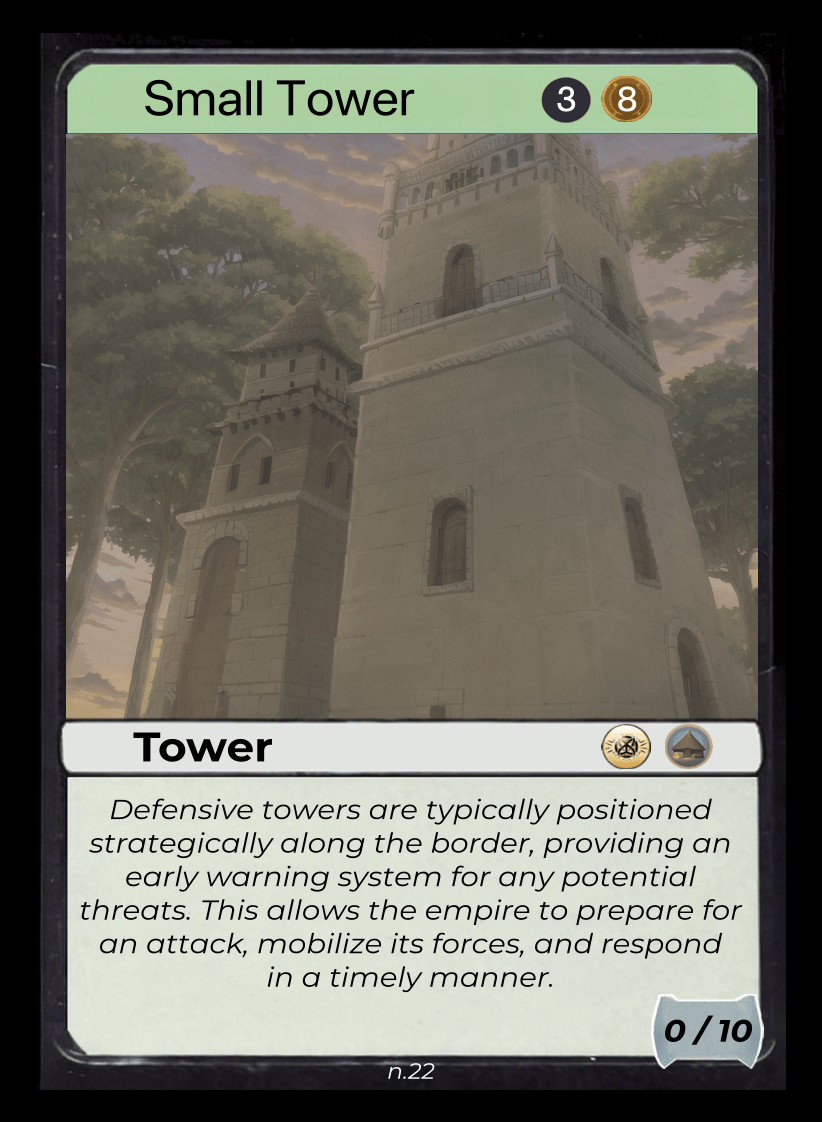 Small Tower 3 8
Tower
Defensive towers are typically positioned
strategically along the border, providing an
early warning system for any potential
threats. This allows the empire to prepare for
an attack, mobilize its forces, and respond
in a timely manner.
0 / 10
n.22